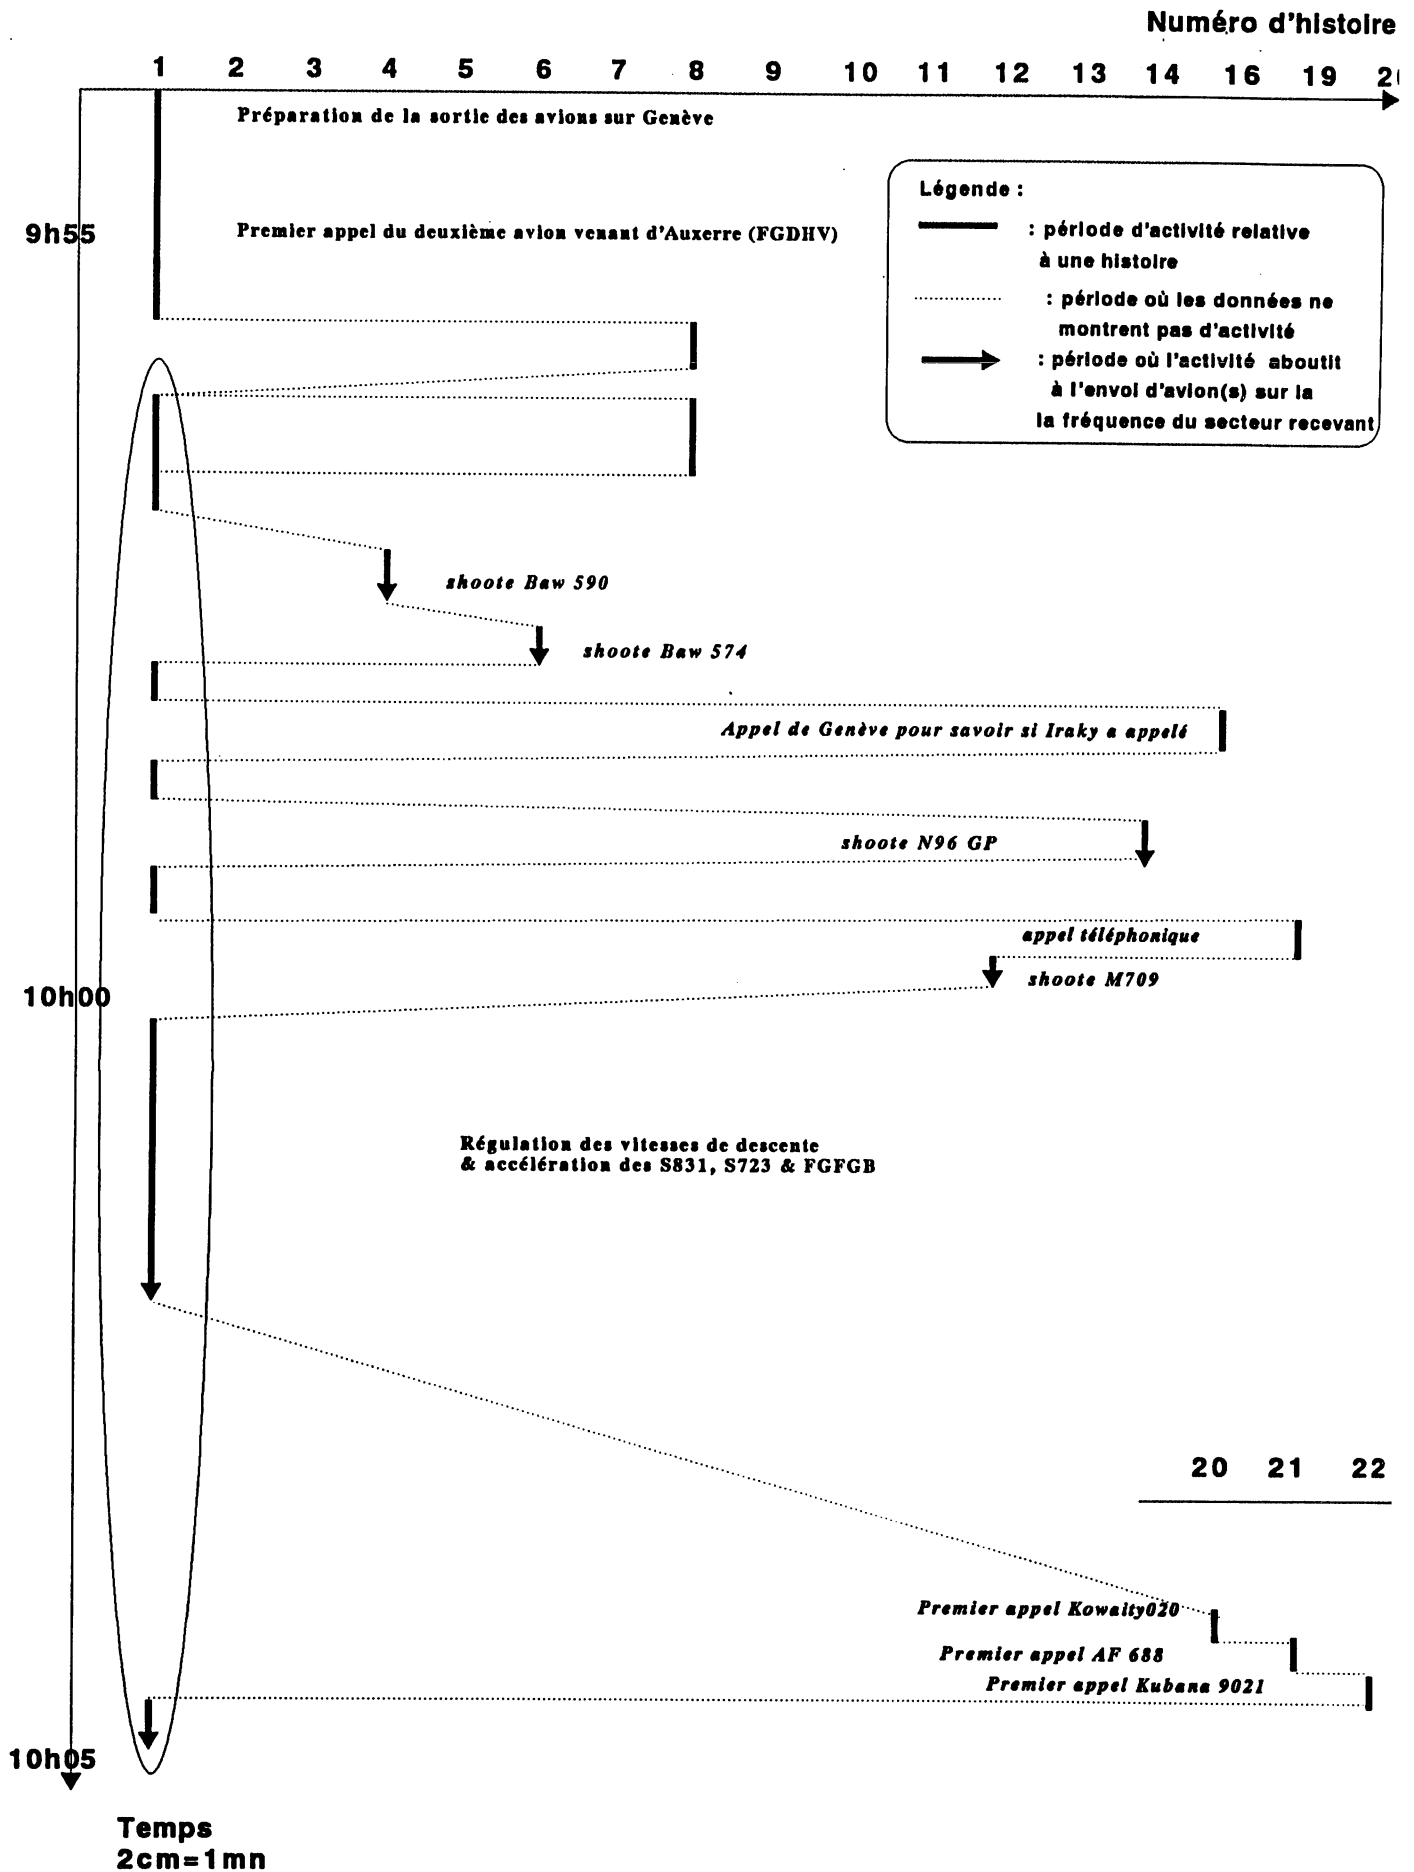 Numéro d'histoire
1 2 3 4 5 6 7 8 9 10 11 12 13 14 16 19
Préparation de la sortie des avions sur Genève
Légende :
: période d'activité relative
à une histoire
: période où les données ne
montrent pas d'activité
: période où l'activité aboutit
à l'envoi d'avion(s) sur la
la fréquence du secteur recevant
9h55
Premier appel du deuxième avion venant d'Auxerre (FGDHV)
shoote Baw 590
shoote Baw 574
Appel de Genève pour savoir si Iraky a appelé
shoote N96 GP
appel téléphonique
shoote M709
10h00
Régulation des vitesses de descente
& accélération des S831, S723 & FGFGB
20 21 22
Premier appel Kowaity020
Premier appel AF 688
Premier appel Kubana 9021
10h05
Temps
2cm=1mn